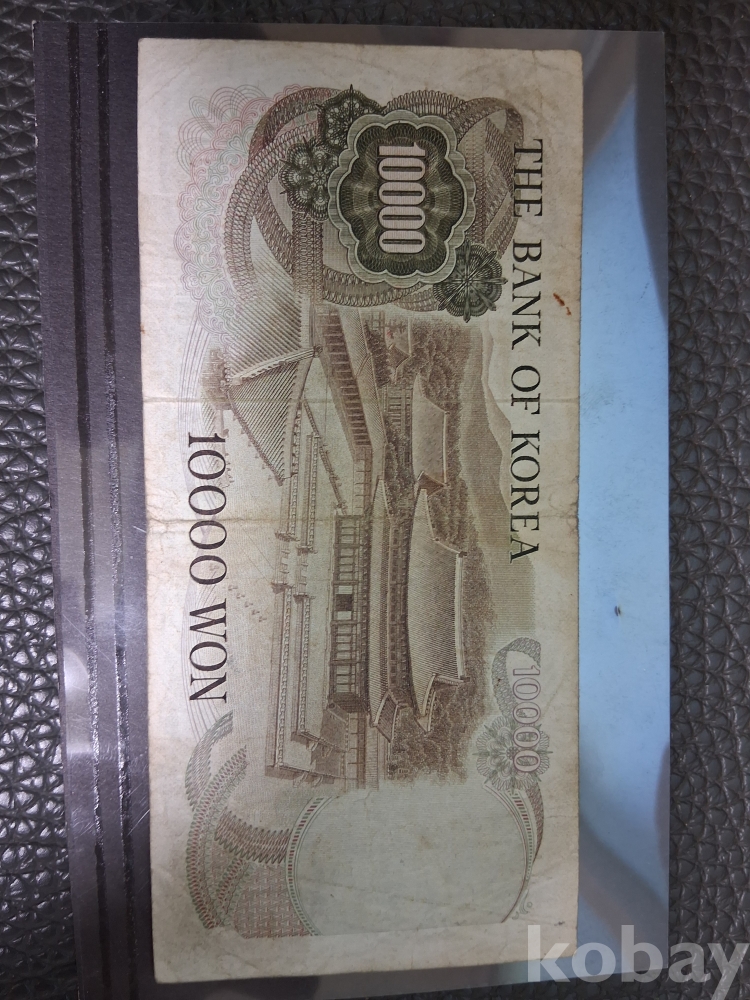 THE BANK OF KOREA
10000
10000
10000 WON
kobay